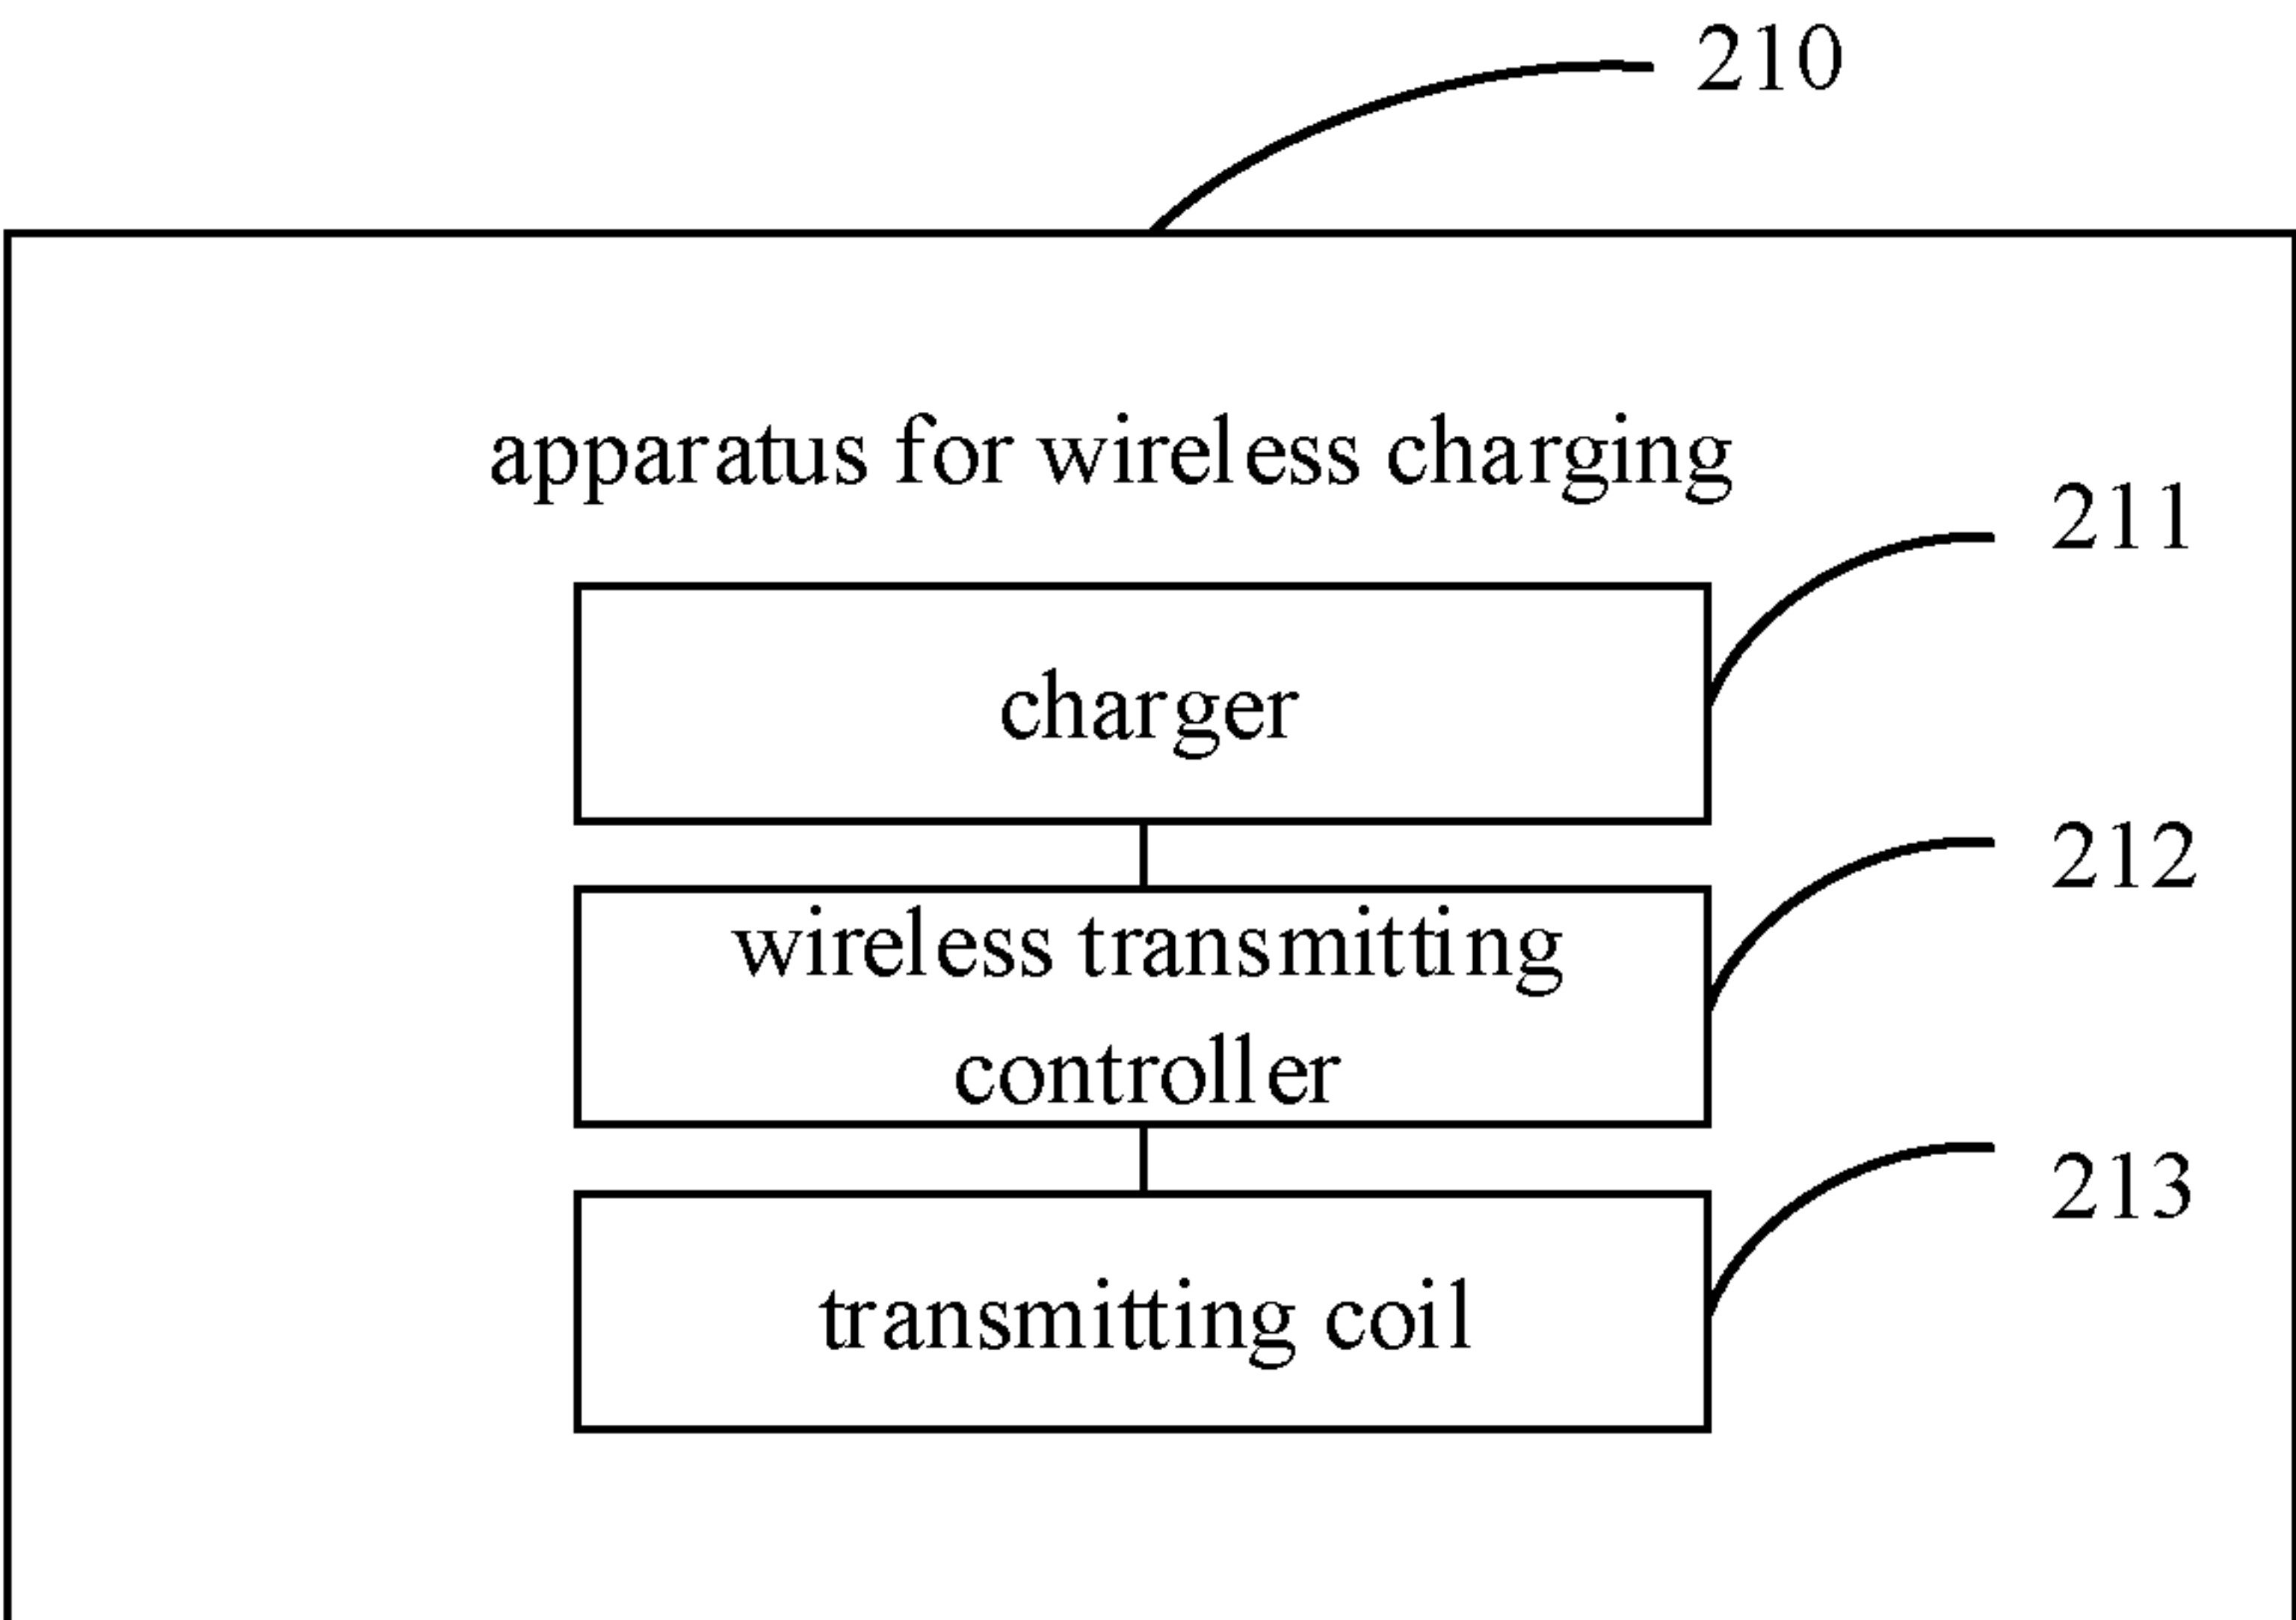 210
apparatus for wireless charging
211
charger
212
wireless transmitting
controller
213
transmitting coil